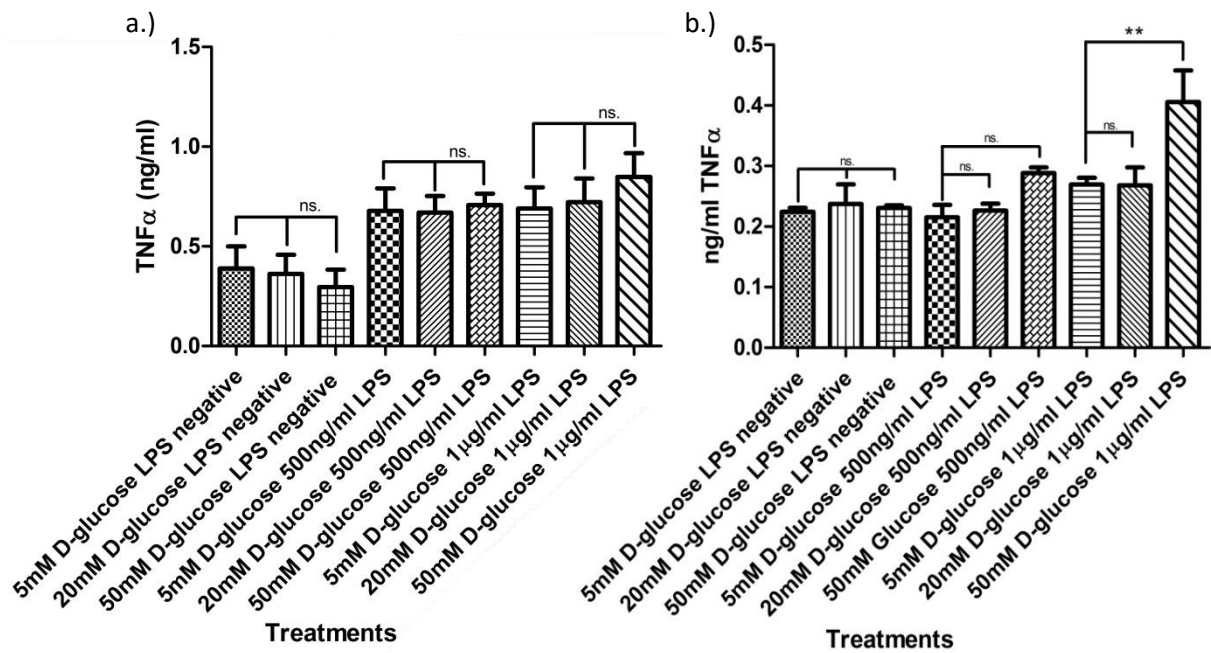 a.)
TNFα (ng/ml)
1.5
1.0
0.5
0.0
ns.
ns.
ns.
5mM D-glucose LPS negative
20mM D-glucose LPS negative
50mM D-glucose LPS negative
5mM D-glucose 500ng/ml LPS
20mM D-glucose 500ng/ml LPS
50mM D-glucose 500ng/ml LPS
5mM D-glucose 1μg/ml LPS
20mM D-glucose 1μg/ml LPS
50mM D-glucose 1μg/ml LPS
Treatments
b.)
ng/ml TNFα
0.5
0.4
0.3
0.2
0.1
0.0
ns.
ns.
ns.
**
ns.
5mM D-glucose LPS negative
20mM D-glucose LPS negative
50mM D-glucose LPS negative
5mM D-glucose 500ng/ml LPS
20mM D-glucose 500ng/ml LPS
50mM Glucose 500ng/ml LPS
5mM D-glucose 1μg/ml LPS
20mM D-glucose 1μg/ml LPS
50mM D-glucose 1μg/ml LPS
Treatments